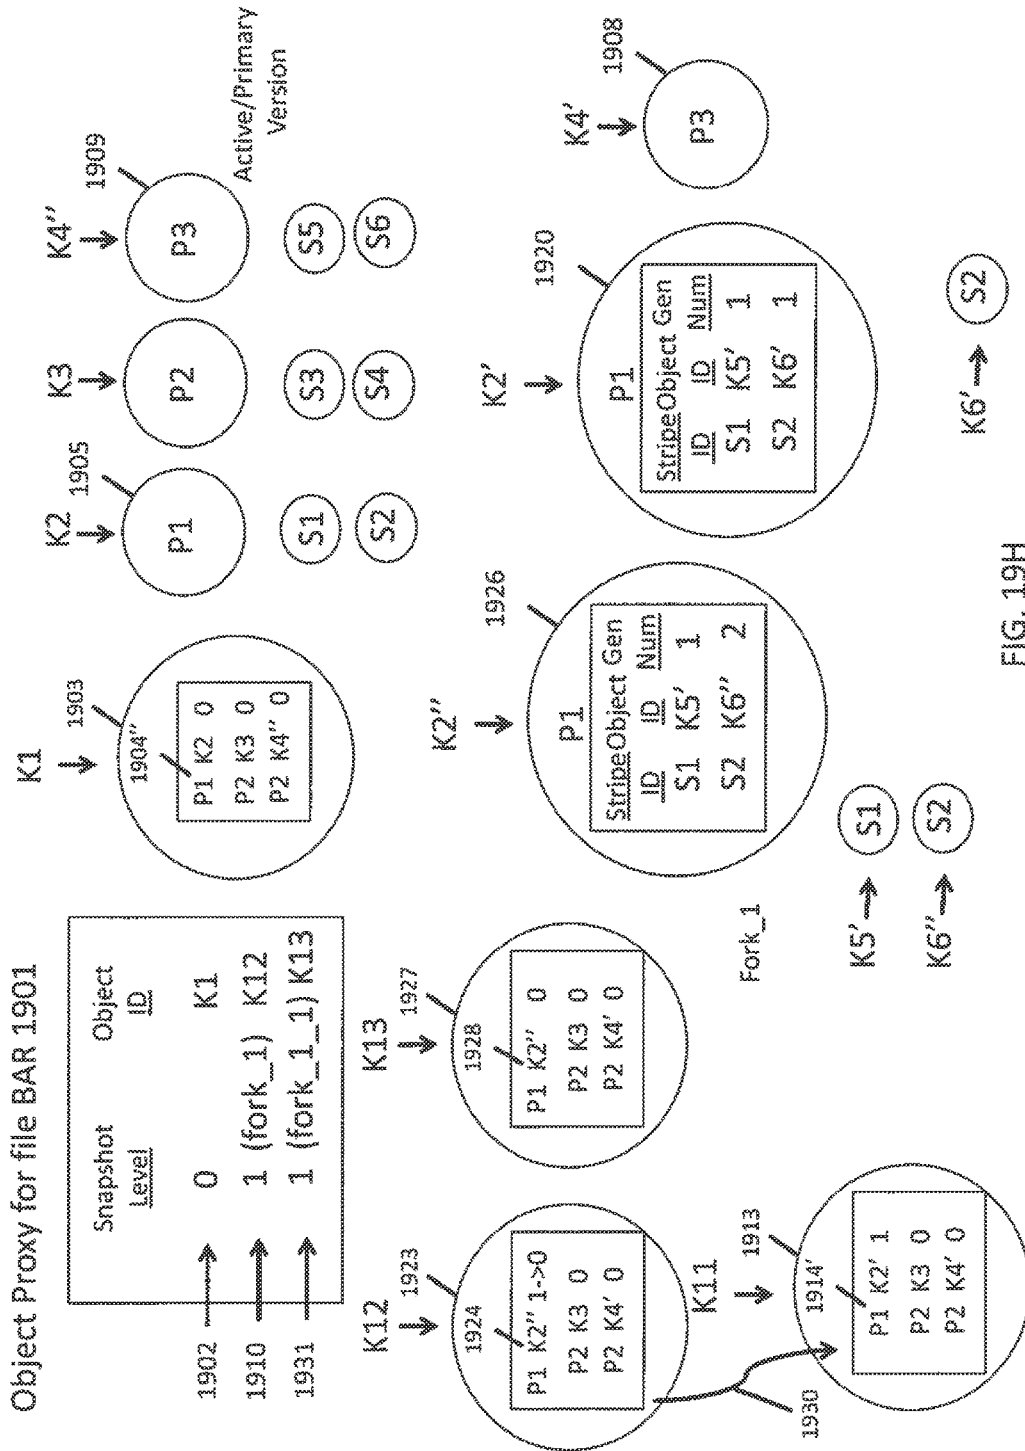 Object Proxy for file BAR 1901
Snapshot Object
Level ID
1902 0 K1
1910 1 (fork_1) K12
1931 1 (fork_1_1) K13
K1
1903
1904''
P1 K2 0
P2 K3 0
P2 K4'' 0
K2
1905
P1
S1
S2
K3
P2
S3
S4
K4''
1909
P3
S5
S6
Active/Primary
Version
K12
1923
1924
P1 K2'' 1->0
P2 K3 0
P2 K4' 0
K13
1927
1928
P1 K2'' 0
P2 K3 0
P2 K4' 0
K2''
1926
P1
Stripe Object Gen
ID ID Num
S1 K5' 1
S2 K6'' 2
K2'
1920
P1
Stripe Object Gen
ID ID Num
S1 K5' 1
S2 K6' 1
K4'
1908
P3
Fork_1
1930
K11
1913
1914'
P1 K2' 1
P2 K3 0
P2 K4' 0
K5' S1
K6'' S2
K6' S2
FIG. 19H